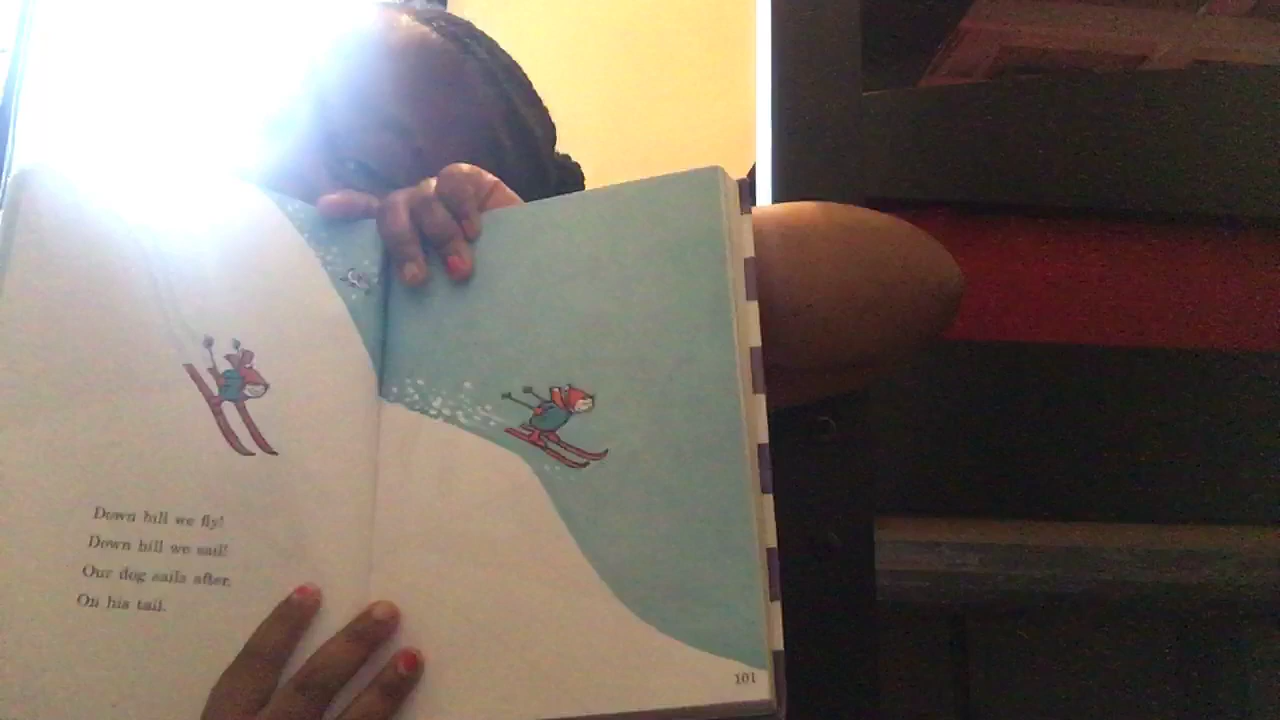 Down hill we fly!
Down hill we sail!
Our dog sails after.
On his tail.
101